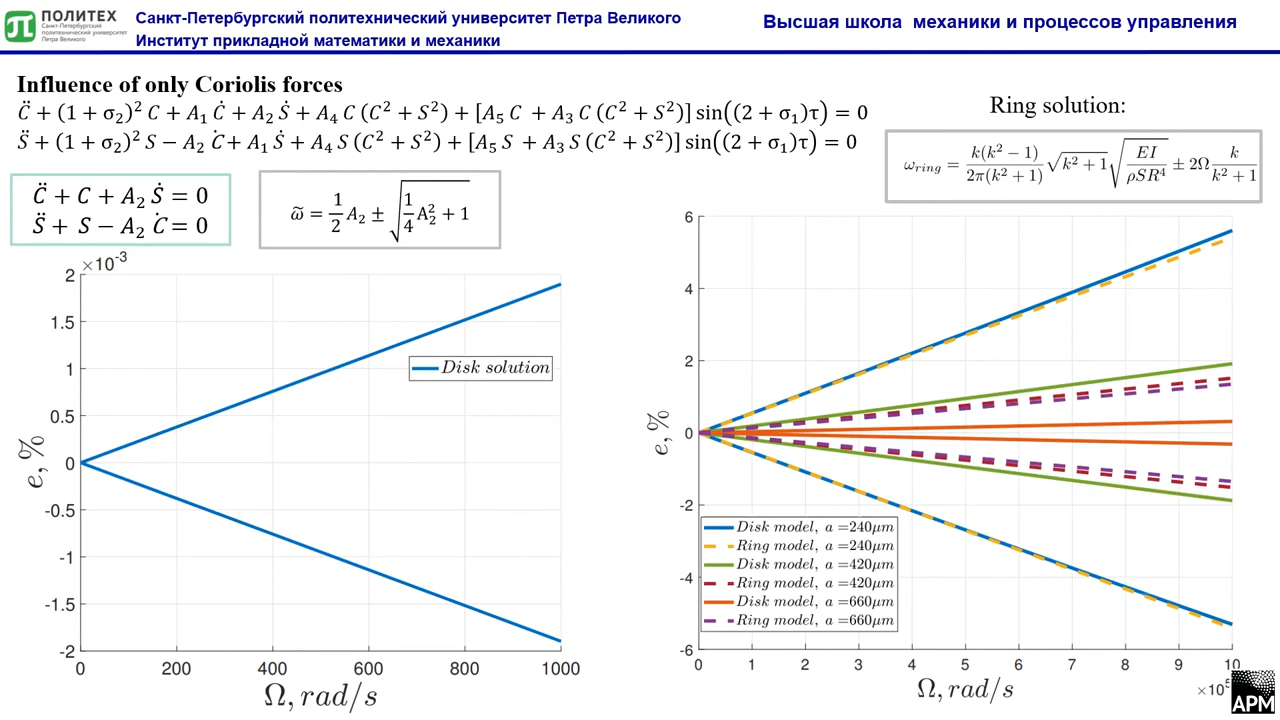 ПОЛИТЕХ
Санкт-Петербургский
политехнический университет
Петра Великого
Санкт-Петербургский политехнический университет Петра Великого
Институт прикладной математики и механики
Высшая школа механики и процессов управления
Influence of only Coriolis forces
C̈ + (1 + σ₂)² C + A₁ Ċ + A₂ Ṡ + A₄ C (C² + S²) + [A₅ C + A₃ C (C² + S²)] sin((2 + σ₁)τ) = 0
S̈ + (1 + σ₂)² S − A₂ Ċ + A₁ Ṡ + A₄ S (C² + S²) + [A₅ S + A₃ S (C² + S²)] sin((2 + σ₁)τ) = 0
C̈ + C + A₂ Ṡ = 0
S̈ + S − A₂ Ċ = 0
ω̃ = 1/2 A₂ ± √(1/4 A₂² + 1)
Ring solution:
ω_ring = k(k² − 1)/2π(k² + 1) √(k² + 1) √(EI/ρSR⁴) ± 2Ω k/(k² + 1)
×10⁻³
2
1.5
1
0.5
0
-0.5
-1
-1.5
-2
e, %
Disk solution
0 200 400 600 800 1000
Ω, rad/s
6
4
2
0
-2
-4
-6
e, %
Disk model, a =240μm
Ring model, a =240μm
Disk model, a =420μm
Ring model, a =420μm
Disk model, a =660μm
Ring model, a =660μm
0 1 2 3 4 5 6 7 8 9 10
×10⁵
Ω, rad/s
APM